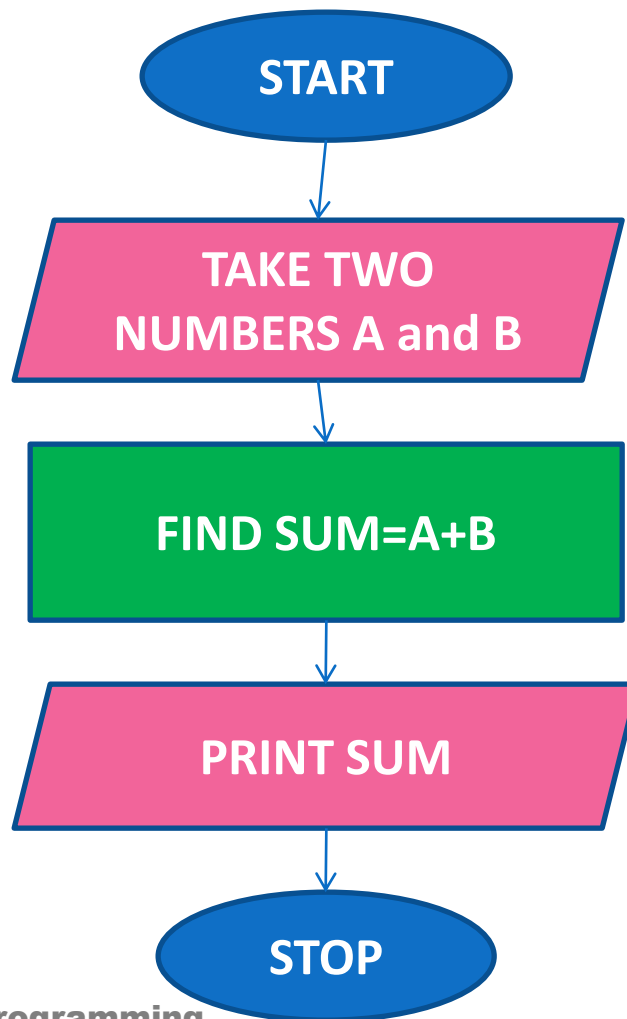 START
TAKE TWO
NUMBERS A and B
FIND SUM=A+B
PRINT SUM
STOP